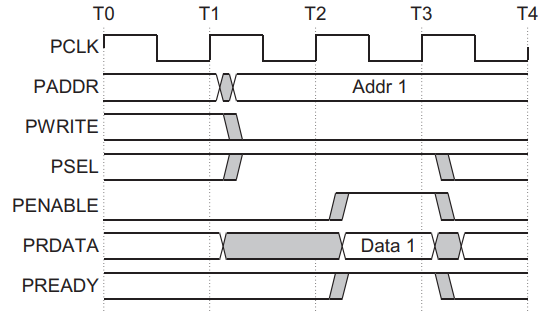 T0 T1 T2 T3 T4
PCLK
PADDR Addr 1
PWRITE
PSEL
PENABLE
PRDATA Data 1
PREADY